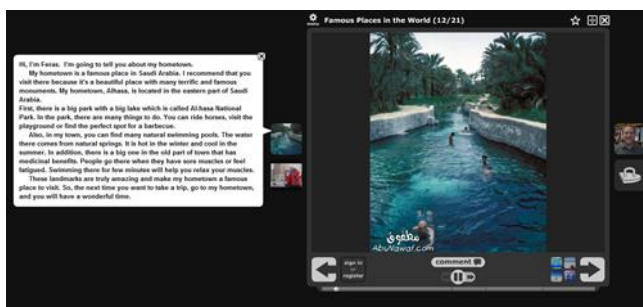 Famous Places in the World (12/21)
Hi, I'm Feras. I'm going to tell you about my hometown.
My hometown is a famous place in Saudi Arabia. I recommend that you
visit there because it's a beautiful place with many terrific and famous
monuments. My hometown, Alhasa, is located in the eastern part of Saudi
Arabia.
First, there is a big park with a big lake which is called Al-hasa National
Park. In the park, there are many things to do. You can ride horses, visit the
playground or find the perfect spot for a barbecue.
Also, in my town, you can find many natural swimming pools. The water
there comes from natural springs. It is hot in the winter and cool in the
summer. In addition, there is a big one in the old part of town that has
medicinal benefits. People go there when they have sore muscles or feel
fatigued. Swimming there for few minutes will help you relax your muscles.
These landmarks are truly amazing and make my hometown a famous
place to visit. So, the next time you want to take a trip, go to my hometown,
and you will have a wonderful time.
AbuNawaf.com
sign in
or
register
comment